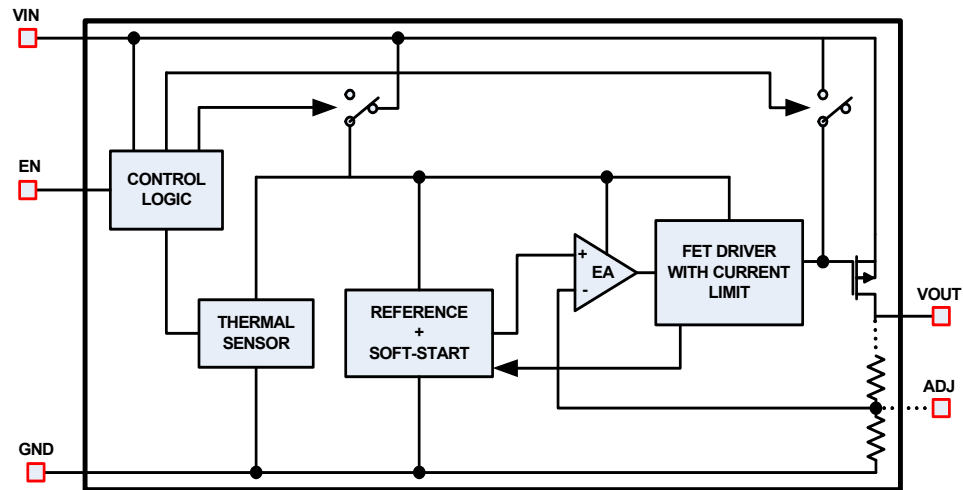 VIN
EN
CONTROL
LOGIC
+
EA
-
FET DRIVER
WITH CURRENT
LIMIT
VOUT
THERMAL
SENSOR
REFERENCE
+
SOFT-START
ADJ
GND